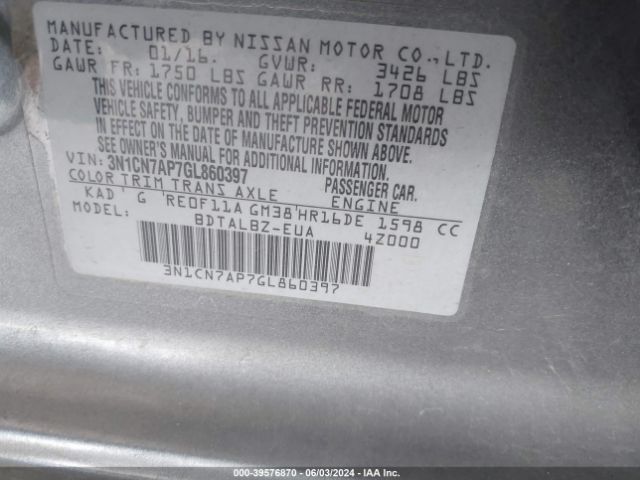 MANUFACTURED BY NISSAN MOTOR CO., LTD.
DATE: 01/16. GVWR: 3426 LBS
GAWR FR: 1750 LBS GAWR RR: 1708 LBS
THIS VEHICLE CONFORMS TO ALL APPLICABLE FEDERAL MOTOR
VEHICLE SAFETY, BUMPER AND THEFT PREVENTION STANDARDS
IN EFFECT ON THE DATE OF MANUFACTURE SHOWN ABOVE.
SEE OWNER'S MANUAL FOR ADDITIONAL INFORMATION.
VIN: 3N1CN7AP7GL860397 PASSENGER CAR.
COLOR TRIM TRANS AXLE ENGINE
KAD' G 'RE0F11A GM38'HR16DE 1598 CC
MODEL: BDTALBZ-EUA 4Z000
3N1CN7AP7GL860397
000-39576870 / 06/03/2024 - IAA Inc.